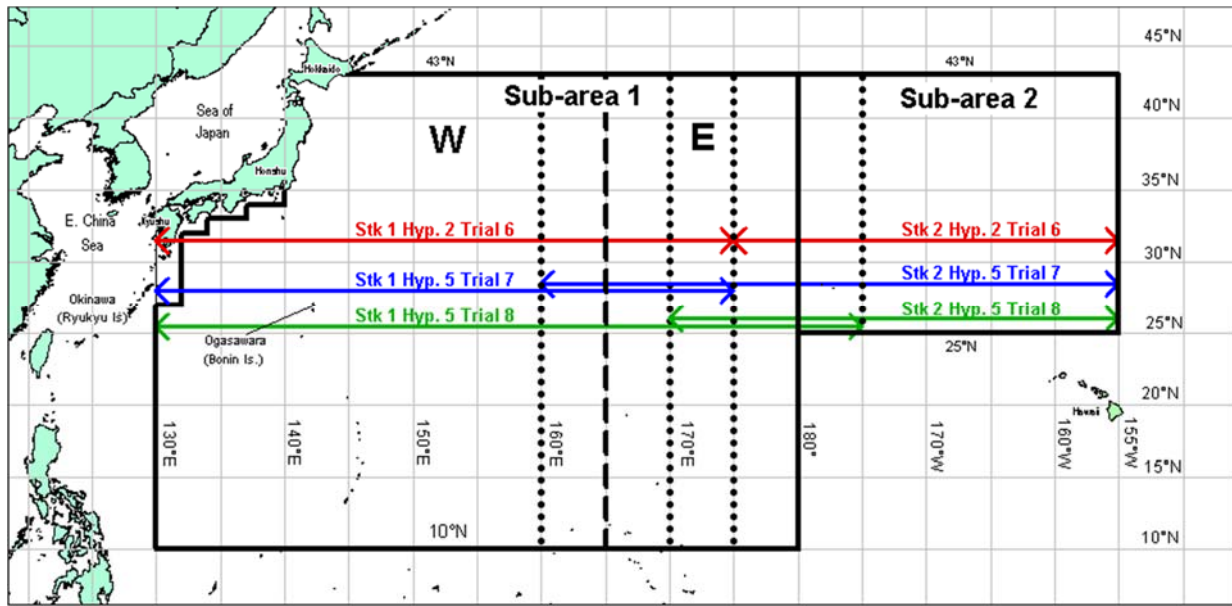 45°N
43°N
43°N
Hokkaido
Sub-area 1
Sub-area 2
40°N
Sea of
Japan
W
E
Honshu
35°N
Kyushu
E. China
Sea
Stk 1 Hyp. 2 Trial 6
Stk 2 Hyp. 2 Trial 6
30°N
Stk 1 Hyp. 5 Trial 7
Stk 2 Hyp. 5 Trial 7
Okinawa
(Ryukyu Is)
Stk 1 Hyp. 5 Trial 8
Stk 2 Hyp. 5 Trial 8
25°N
Ogasawara
(Bonin Is.)
25°N
20°N
Hawaii
130°E
140°E
150°E
160°E
170°E
180°
170°W
160°W
155°W
15°N
10°N
10°N